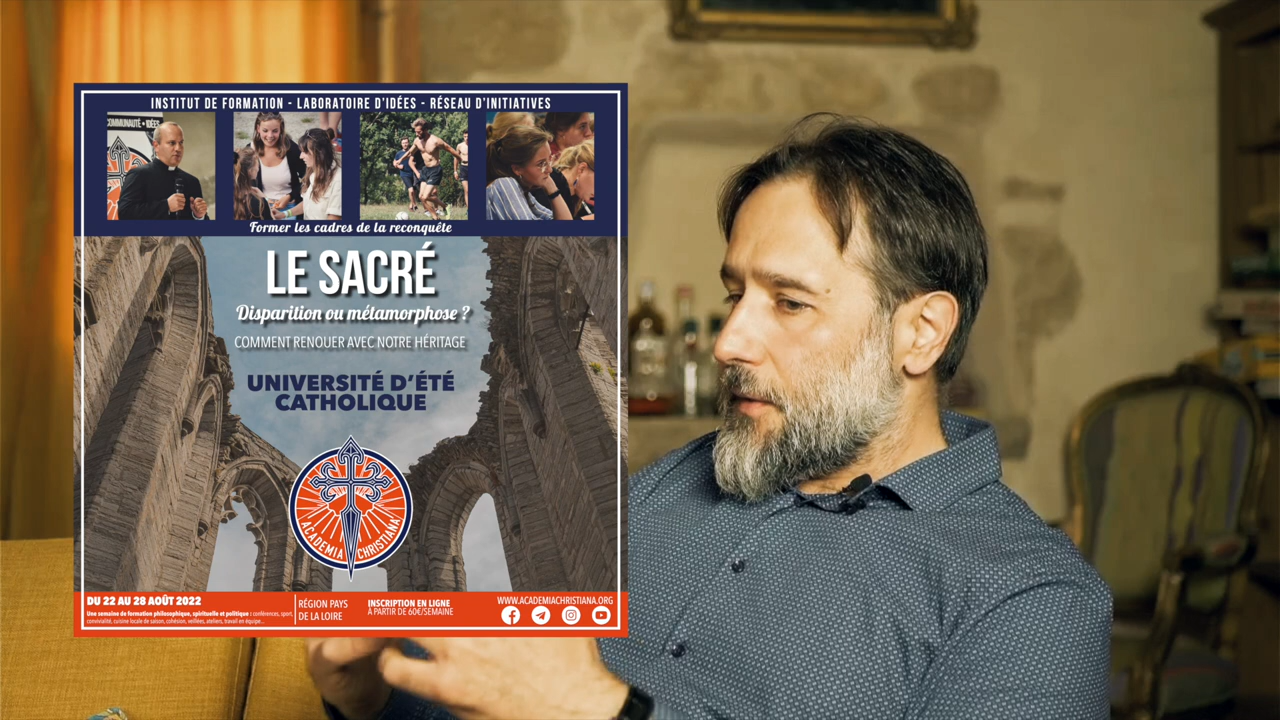 INSTITUT DE FORMATION - LABORATOIRE D'IDÉES - RÉSEAU D'INITIATIVES
COMMUNAUTÉ • IDÉES
Former les cadres de la reconquête
LE SACRÉ
Disparition ou métamorphose ?
COMMENT RENOUER AVEC NOTRE HÉRITAGE
UNIVERSITÉ D'ÉTÉ
CATHOLIQUE
ACADEMIA CHRISTIANA
DU 22 AU 28 AOÛT 2022
Une semaine de formation philosophique, spirituelle et politique : conférences, sport,
convivialité, cuisine locale de saison, cohésion, veillées, ateliers, travail en équipe...
RÉGION PAYS
DE LA LOIRE
INSCRIPTION EN LIGNE
À PARTIR DE 60€/SEMAINE
WWW.ACADEMIACHRISTIANA.ORG